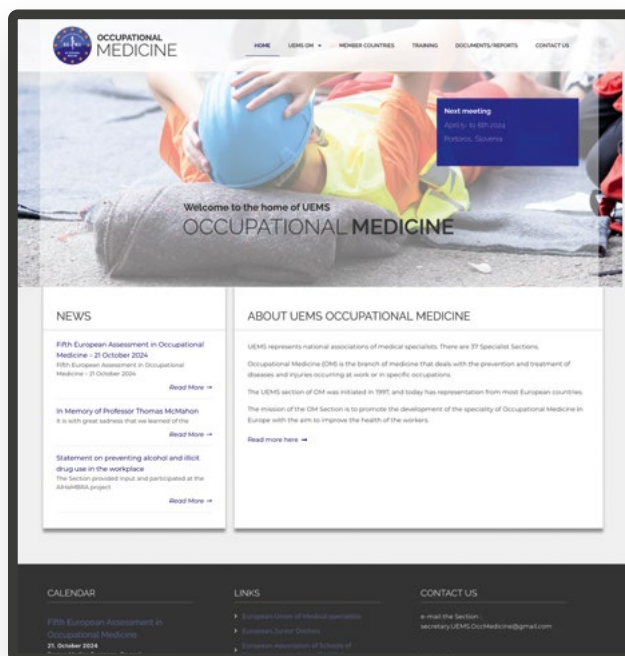 OCCUPATIONAL
MEDICINE
HOME
UEMS OM
MEMBER COUNTRIES
TRAINING
DOCUMENTS/REPORTS
CONTACT US
Next meeting
April 5- to 6th 2024
Portoros, Slovenia
Welcome to the home of UEMS
OCCUPATIONAL MEDICINE
NEWS
Fifth European Assessment in Occupational
Medicine – 21 October 2024
Fifth European Assessment in Occupational
Medicine – 21 October 2024
Read More →
In Memory of Professor Thomas McMahon
It is with great sadness that we learned of the
Read More →
Statement on preventing alcohol and illicit
drug use in the workplace
The Section provided input and participated at the
project
Read More →
ABOUT UEMS OCCUPATIONAL MEDICINE
UEMS represents national associations of medical specialists. There are 37 Specialist Sections.
Occupational Medicine (OM) is the branch of medicine that deals with the prevention and treatment of
diseases and injuries occurring at work or in specific occupations.
The UEMS section of OM was initiated in 1997, and today has representation from most European countries.
The mission of the OM Section is to promote the development of the speciality of Occupational Medicine in
Europe with the aim to improve the health of the workers.
Read more here →
CALENDAR
Fifth European Assessment in
Occupational Medicine
21. October 2024
LINKS
European Union of Medical specialists
European Junior Doctors
European Association of Schools of
CONTACT US
e-mail the Section :
secretary.UEMS.OccMedicine@gmail.com